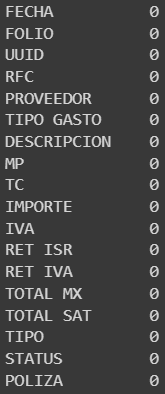 FECHA 0
FOLIO 0
UUID 0
RFC 0
PROVEEDOR 0
TIPO GASTO 0
DESCRIPCION 0
MP 0
TC 0
IMPORTE 0
IVA 0
RET ISR 0
RET IVA 0
TOTAL MX 0
TOTAL SAT 0
TIPO 0
STATUS 0
POLIZA 0